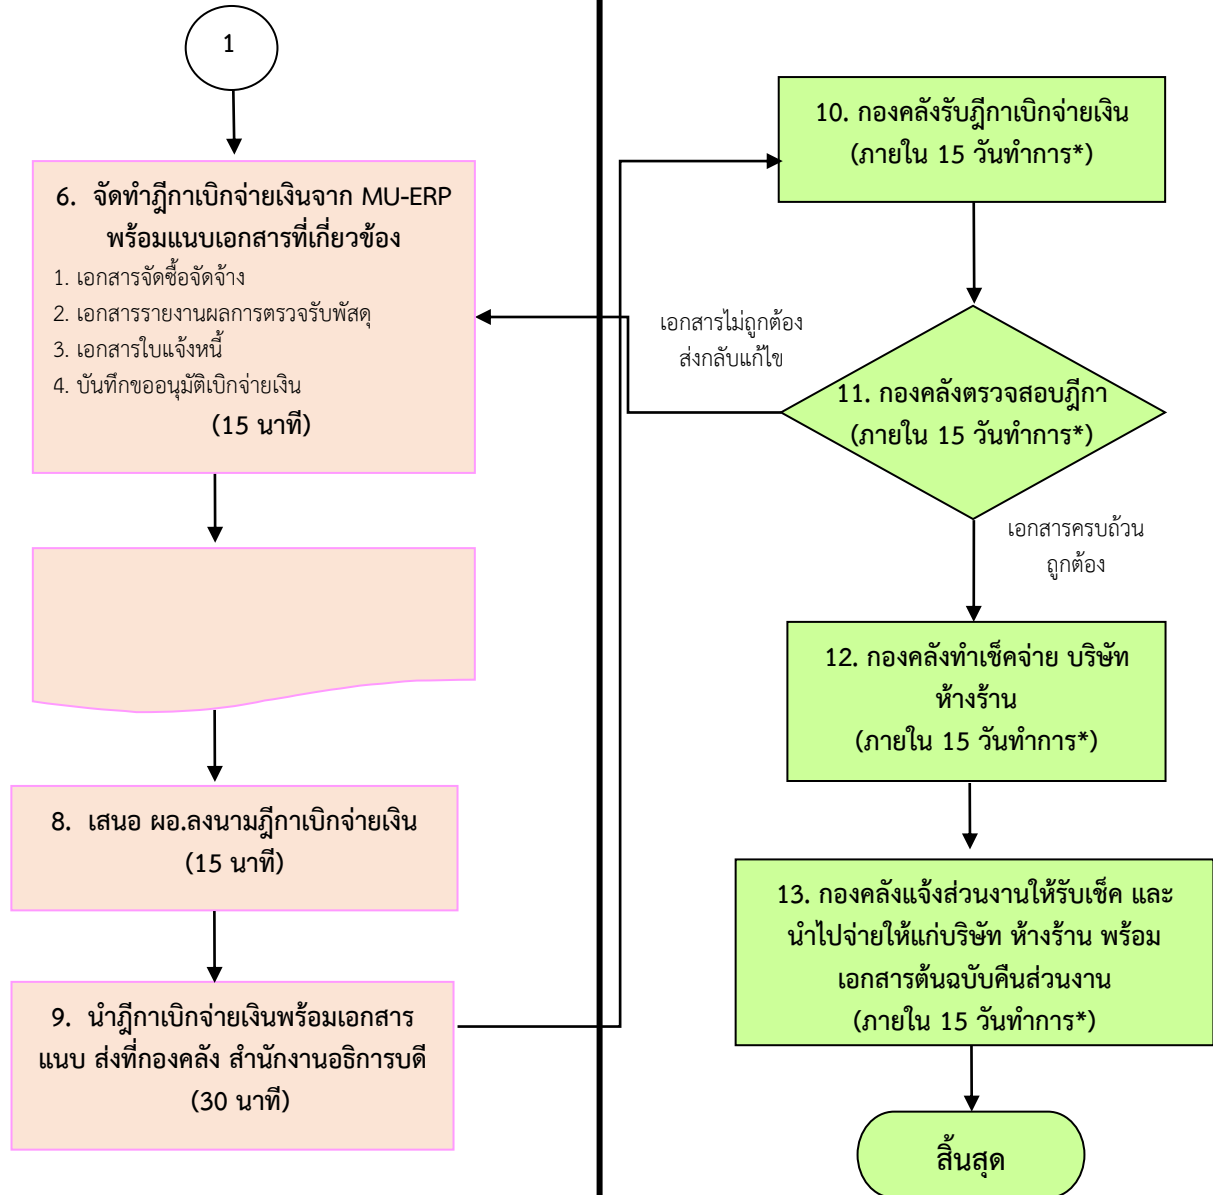 1
6. จัดทำฎีกาเบิกจ่ายเงินจาก MU-ERP
พร้อมแนบเอกสารที่เกี่ยวข้อง
1. เอกสารจัดซื้อจัดจ้าง
2. เอกสารรายงานผลการตรวจรับพัสดุ
3. เอกสารใบแจ้งหนี้
4. บันทึกขออนุมัติเบิกจ่ายเงิน
(15 นาที)
8. เสนอ ผอ.ลงนามฎีกาเบิกจ่ายเงิน
(15 นาที)
9. นำฎีกาเบิกจ่ายเงินพร้อมเอกสาร
แนบ ส่งที่กองคลัง สำนักงานอธิการบดี
(30 นาที)
10. กองคลังรับฎีกาเบิกจ่ายเงิน
(ภายใน 15 วันทำการ*)
เอกสารไม่ถูกต้อง
ส่งกลับแก้ไข
11. กองคลังตรวจสอบฎีกา
(ภายใน 15 วันทำการ*)
เอกสารครบถ้วน
ถูกต้อง
12. กองคลังทำเช็คจ่าย บริษัท
ห้างร้าน
(ภายใน 15 วันทำการ*)
13. กองคลังแจ้งส่วนงานให้รับเช็ค และ
นำไปจ่ายให้แก่บริษัท ห้างร้าน พร้อม
เอกสารต้นฉบับคืนส่วนงาน
(ภายใน 15 วันทำการ*)
สิ้นสุด